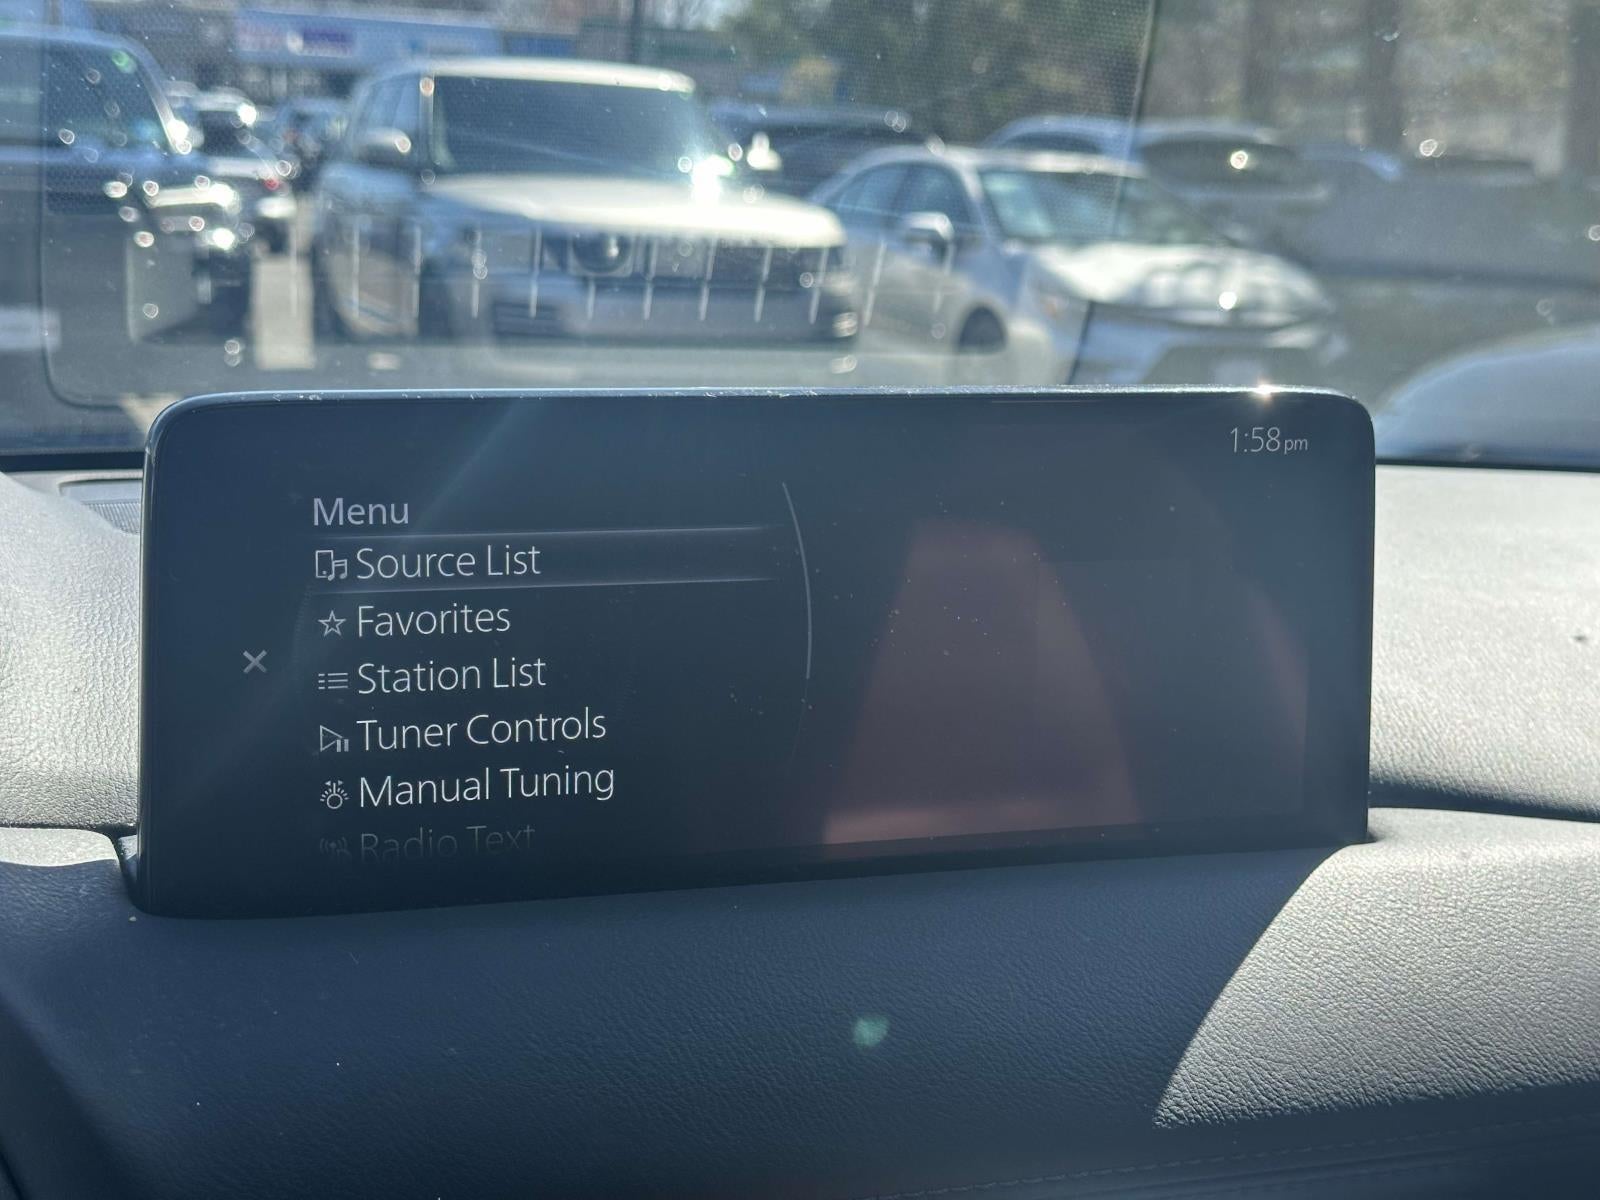 1:58pm
Menu
Source List
Favorites
Station List
Tuner Controls
Manual Tuning
Radio Text